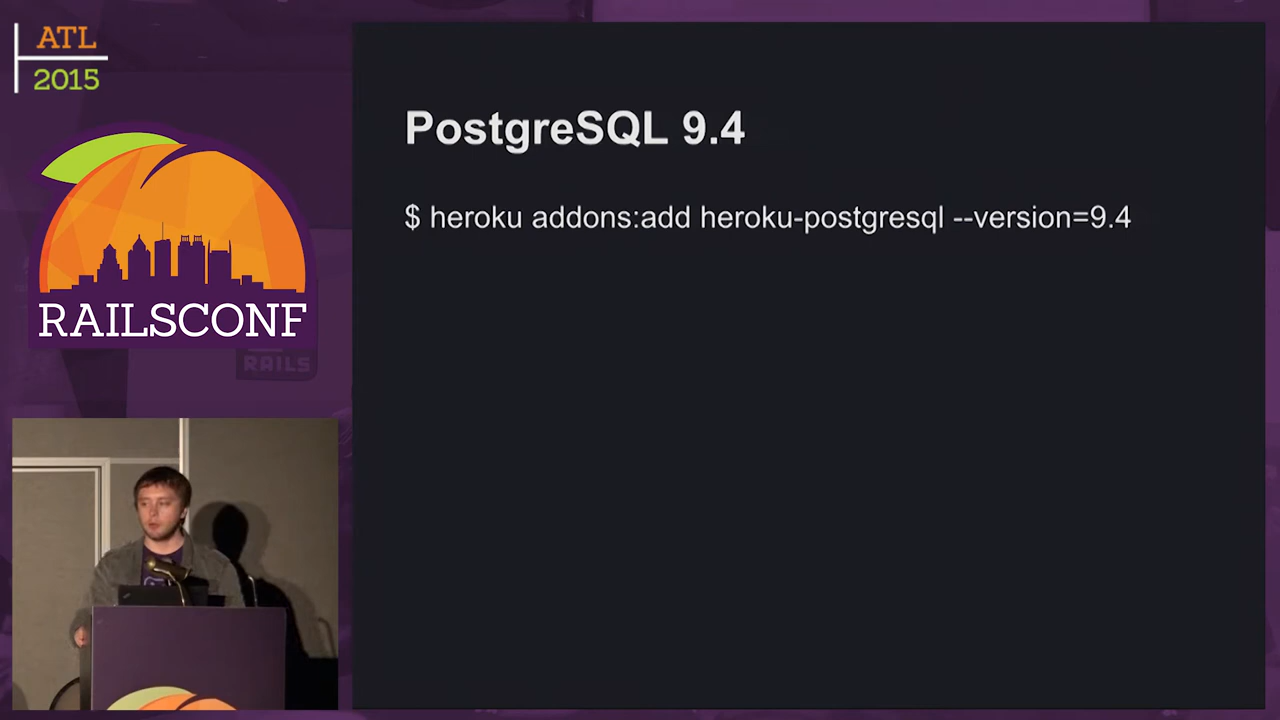 ATL
2015
RAILSCONF
RAILS
PostgreSQL 9.4
$ heroku addons:add heroku-postgresql --version=9.4